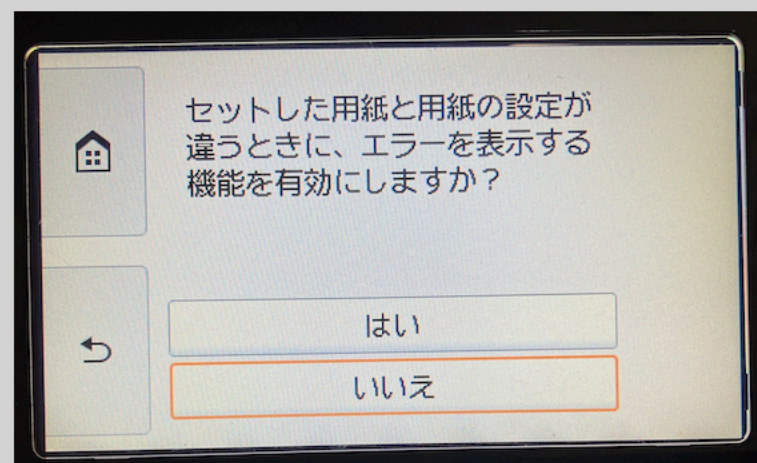 セットした用紙と用紙の設定が
違うときに、エラーを表示する
機能を有効にしますか？
はい
いいえ